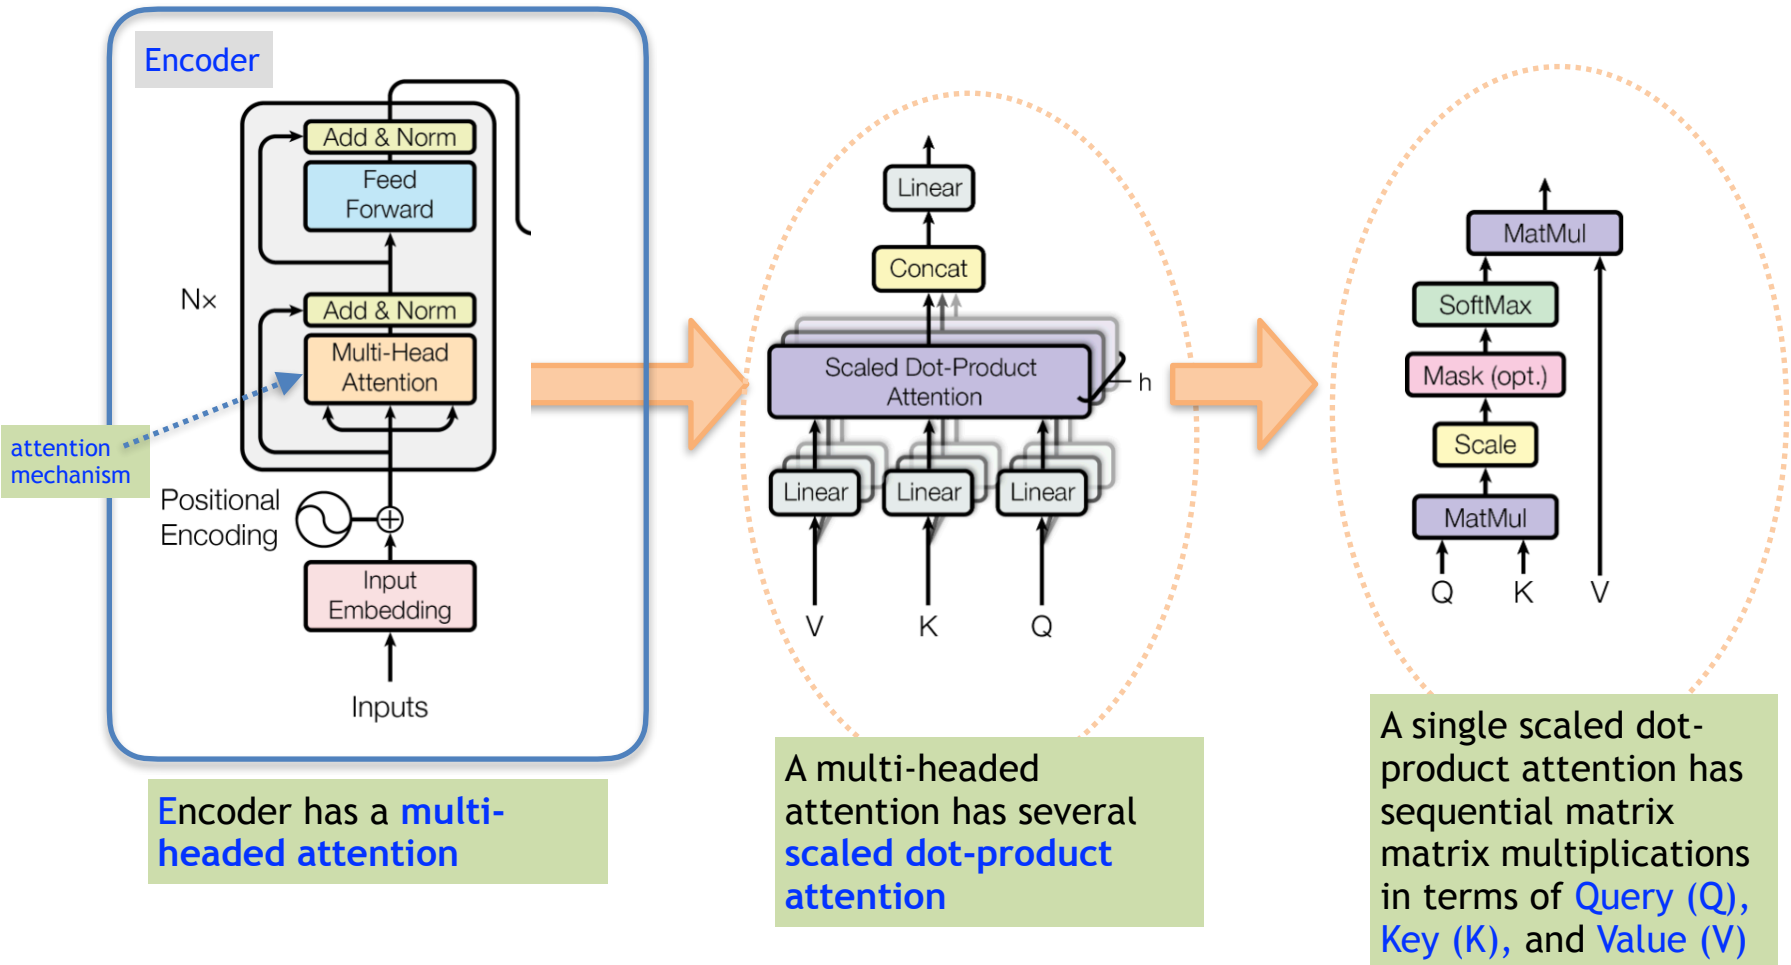 Encoder
Add & Norm
Feed
Forward
Nx
Add & Norm
Multi-Head
Attention
attention
mechanism
Positional
Encoding
Input
Embedding
Inputs
Encoder has a multi-
headed attention
Linear
Concat
Scaled Dot-Product
Attention
h
Linear
Linear
Linear
V
K
Q
A multi-headed
attention has several
scaled dot-product
attention
MatMul
SoftMax
Mask (opt.)
Scale
MatMul
Q
K
V
A single scaled dot-
product attention has
sequential matrix
matrix multiplications
in terms of Query (Q),
Key (K), and Value (V)